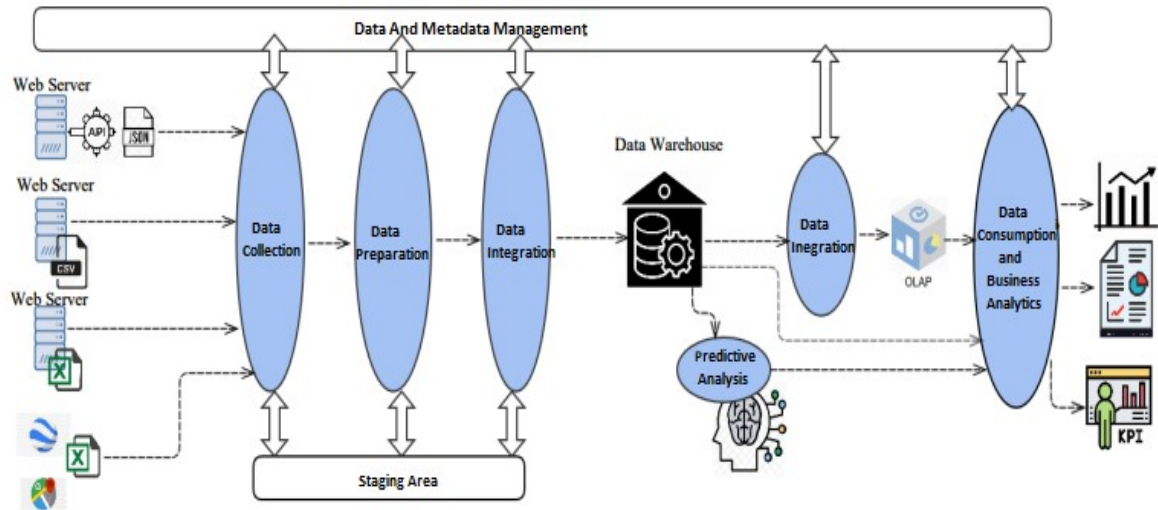 Data And Metadata Management
Web Server
API
JSON
Web Server
CSV
Web Server
X
X
Data
Collection
Data
Preparation
Data
Integration
Staging Area
Data Warehouse
Data
Inegration
OLAP
Predictive
Analysis
Data
Consumption
and
Business
Analytics
KPI